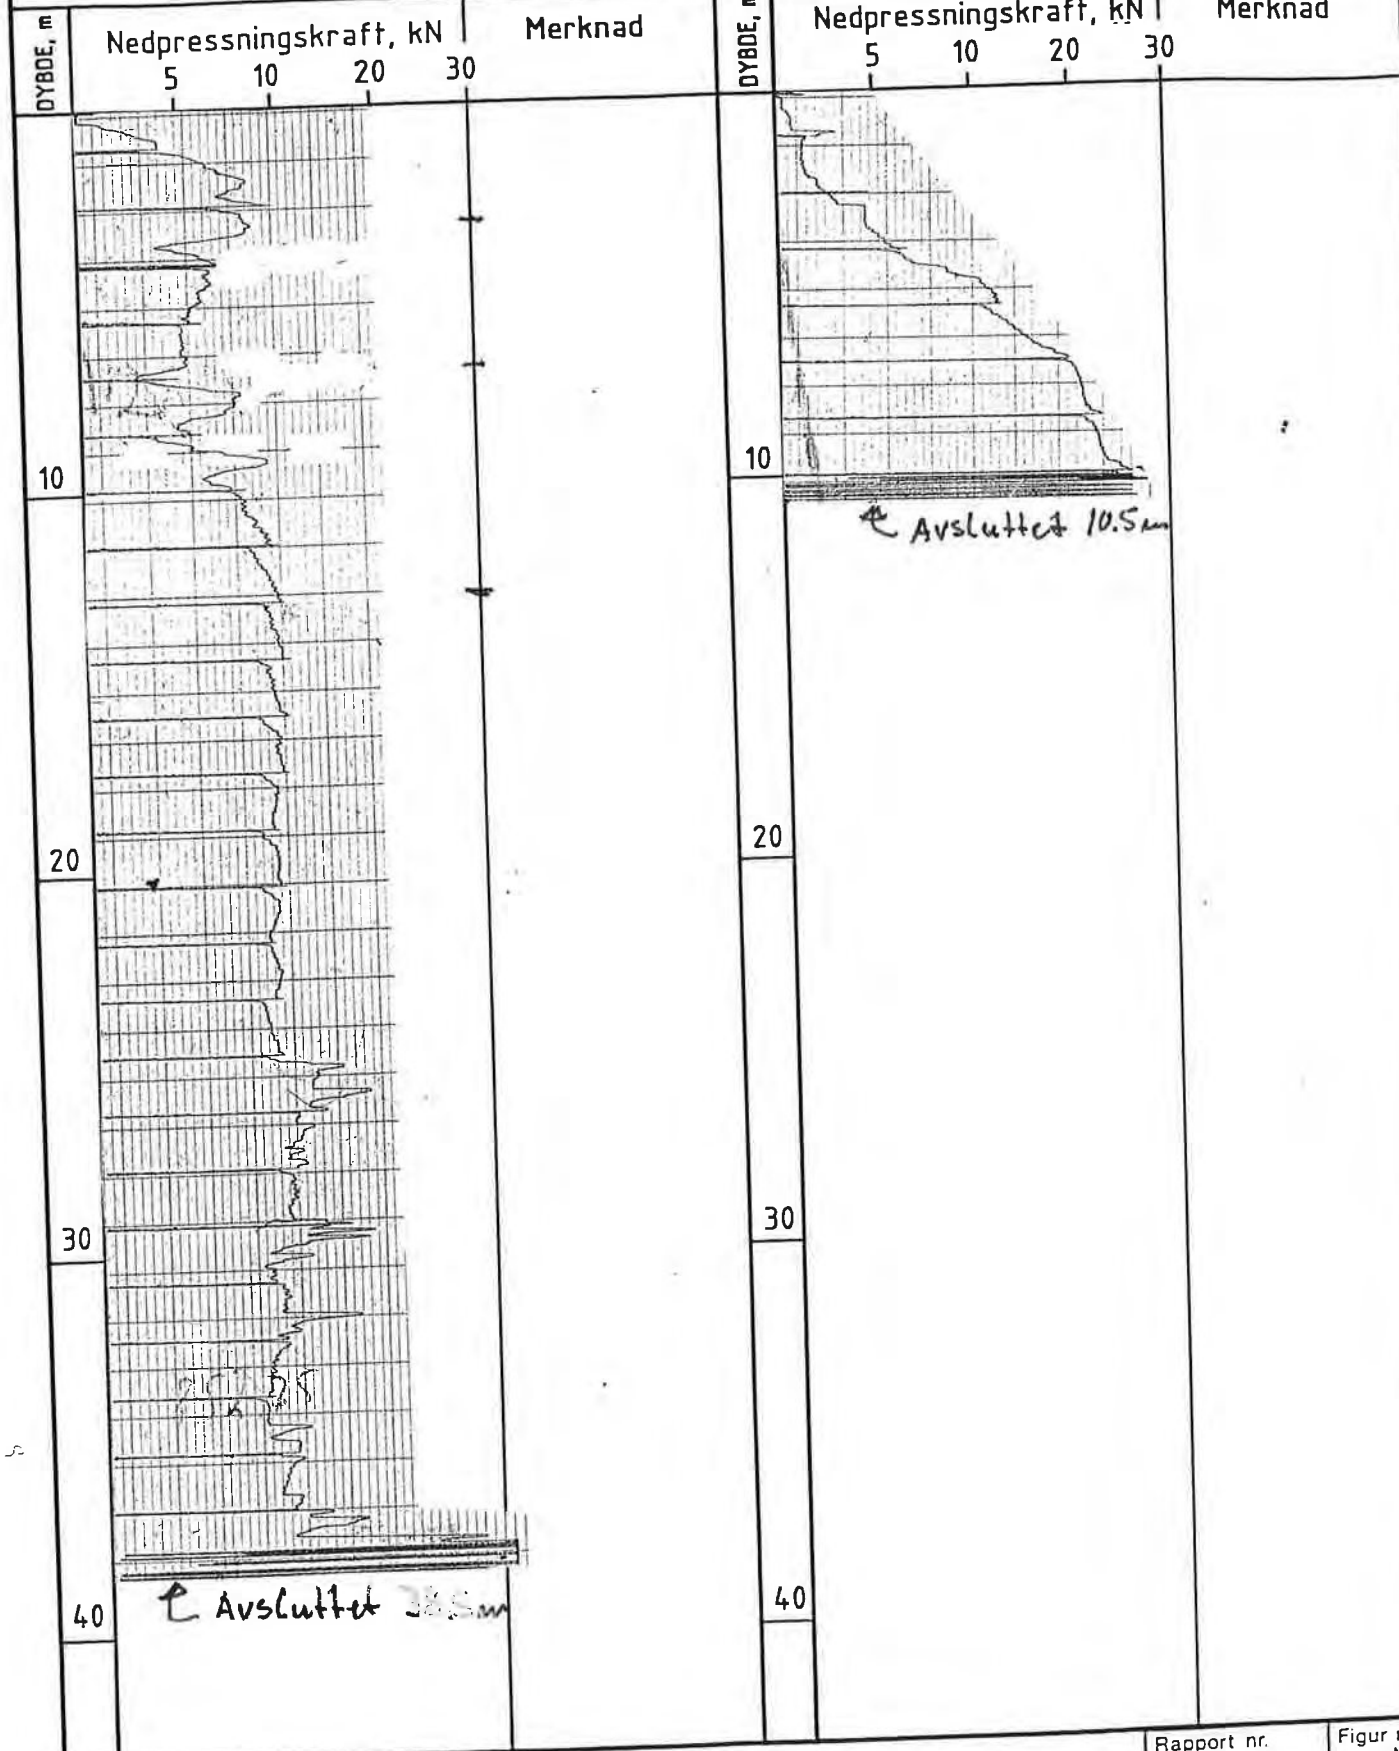 DYBDE, m
Nedpressningskraft, kN
Merknad
5 10 20 30
10
20
30
40
Avsluttet
DYBDE,
Nedpressningskraft, kN
Merknad
5 10 20 30
10
Avsluttet 10.5 m
20
30
40
Rapport nr.
Figur